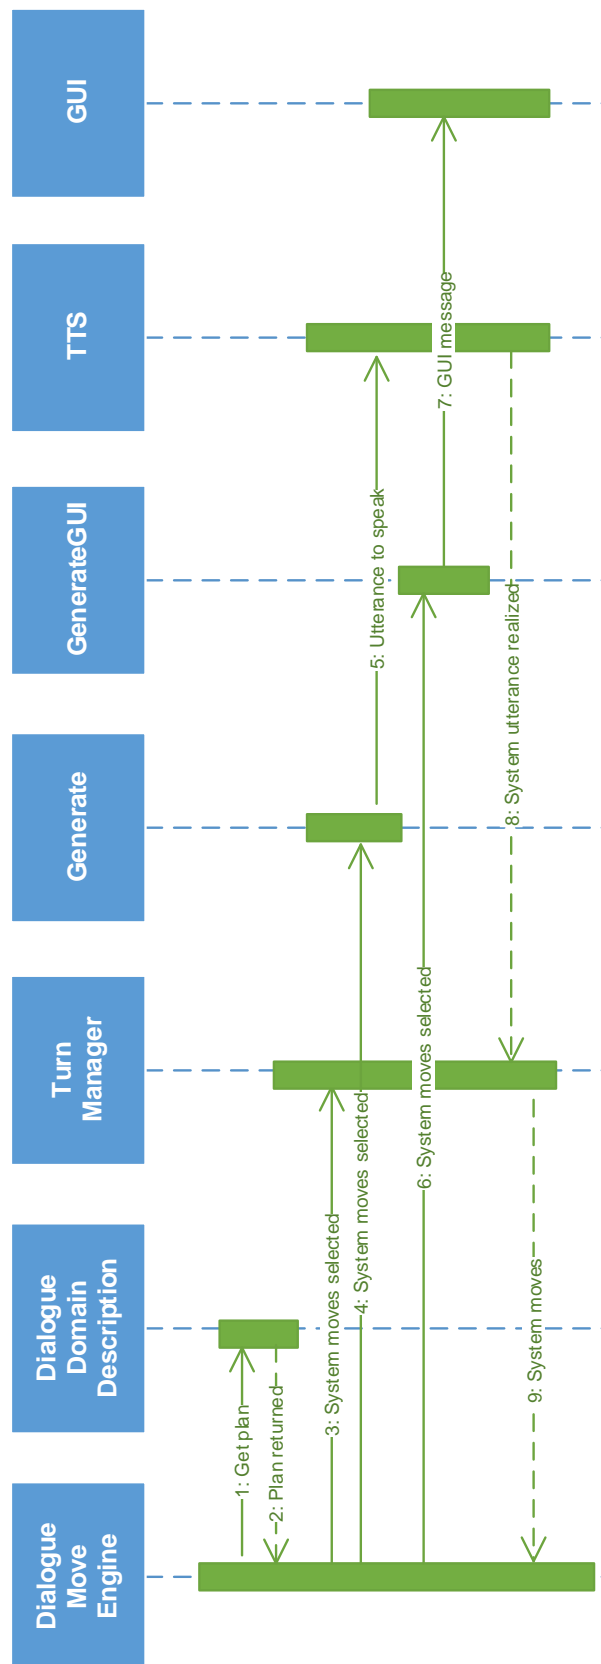 Dialogue
Move
Engine
Dialogue
Domain
Description
Turn
Manager
Generate
GenerateGUI
TTS
GUI
1: Get plan
2: Plan returned
3: System moves selected
4: System moves selected
5: Utterance to speak
6: System moves selected
7: GUI message
8: System utterance realized
9: System moves